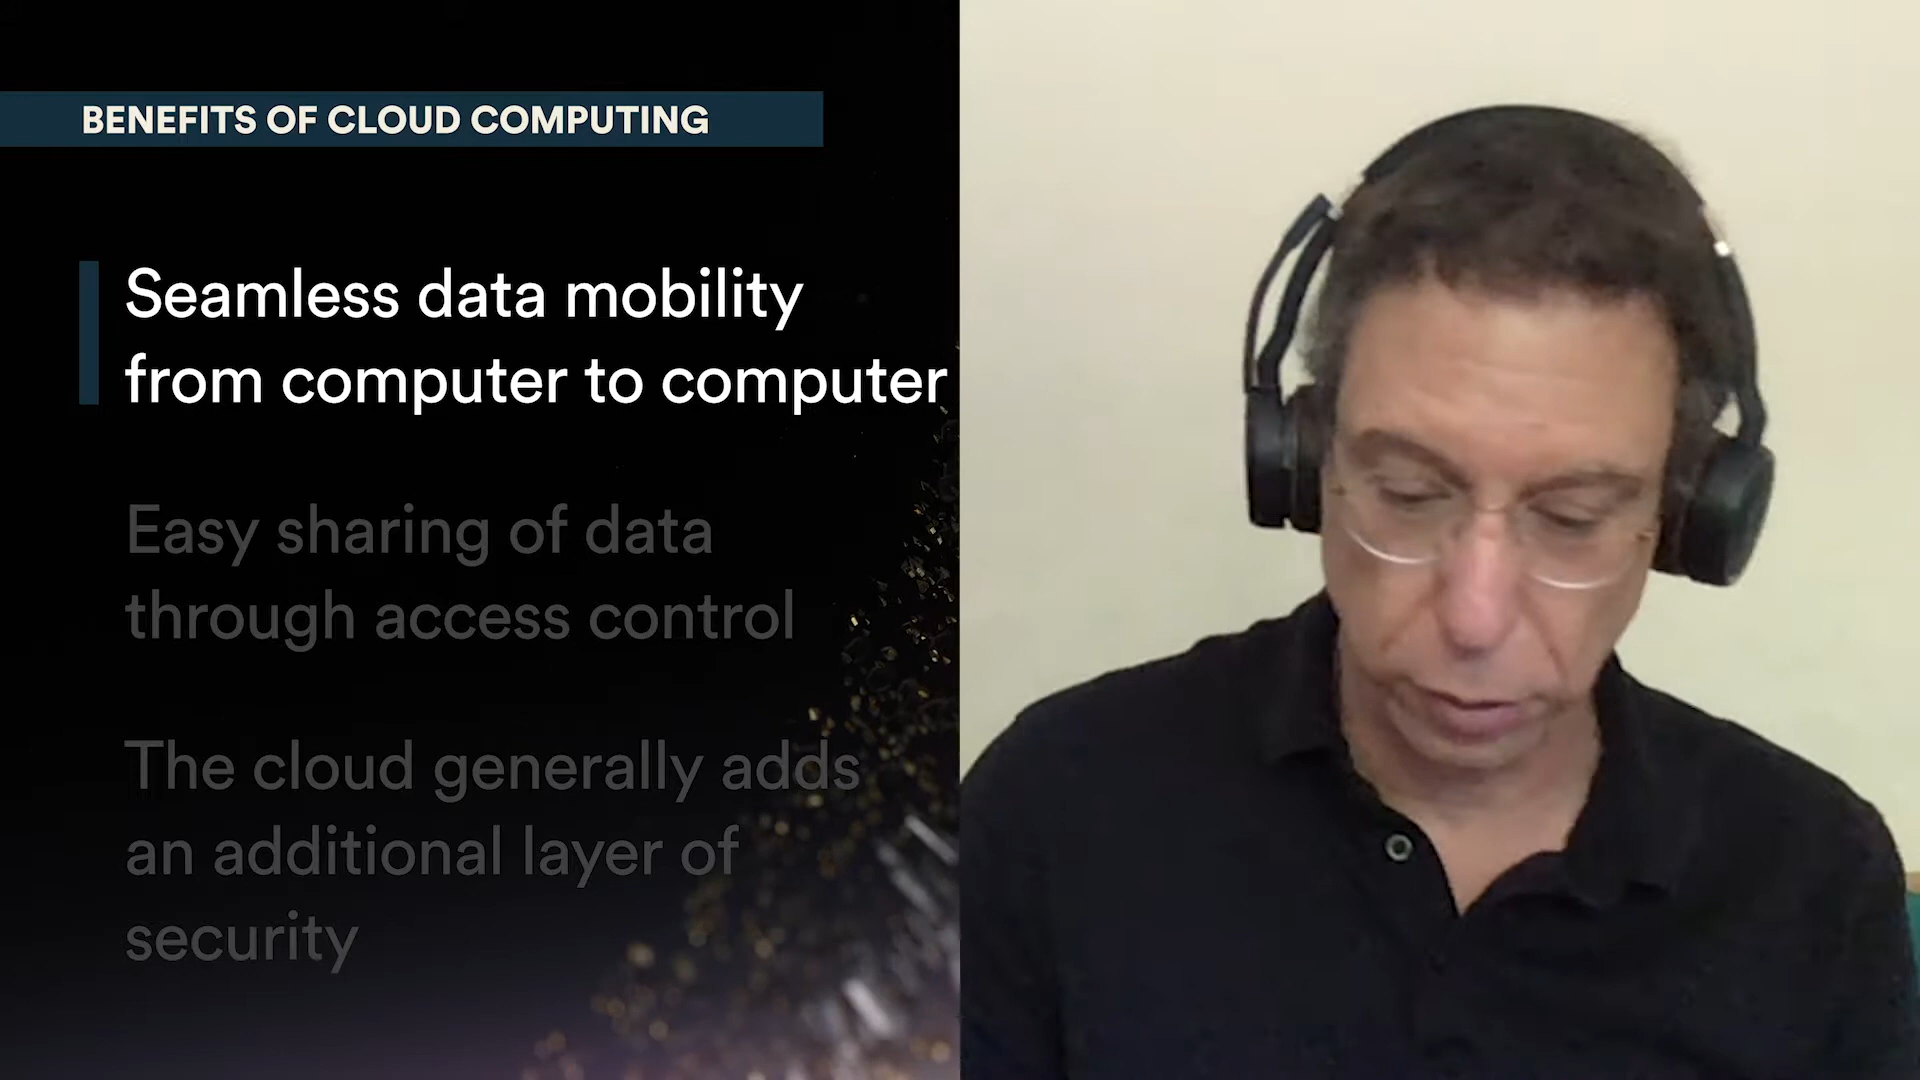 BENEFITS OF CLOUD COMPUTING
Seamless data mobility
from computer to computer
Easy sharing of data
through access control
The cloud generally adds
an additional layer of
security